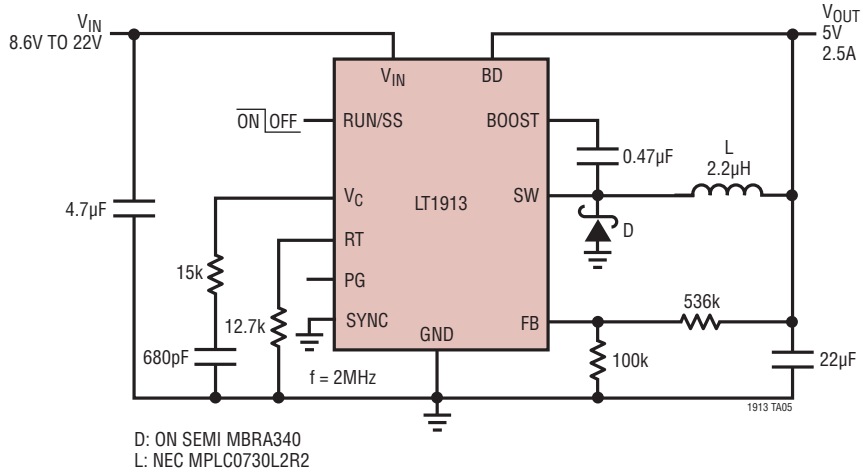 VIN
8.6V TO 22V
VOUT
5V
2.5A
VIN
BD
ON OFF
RUN/SS
BOOST
0.47µF
L
2.2µH
4.7µF
VC
LT1913
SW
D
RT
15k
PG
536k
12.7k
SYNC
GND
FB
680pF
f = 2MHz
100k
22µF
1913 TA05
D: ON SEMI MBRA340
L: NEC MPLC0730L2R2